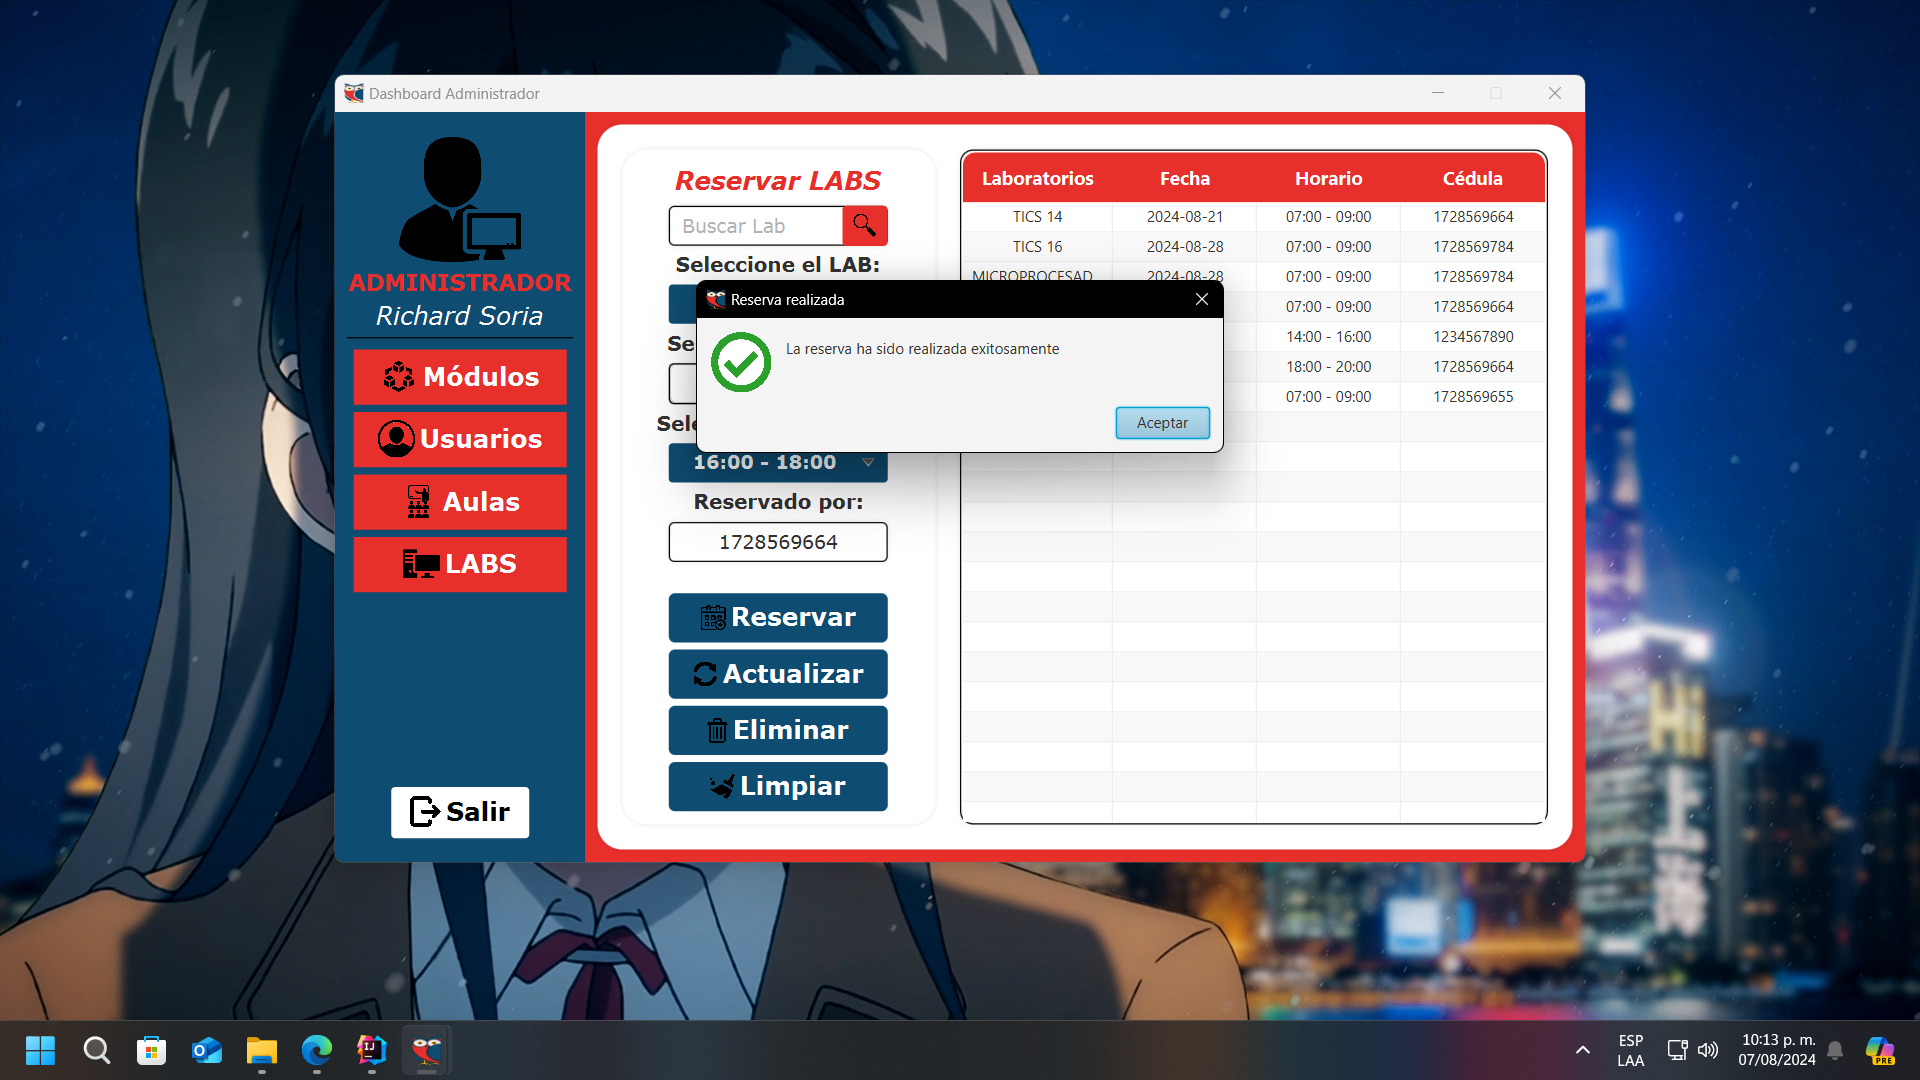 Dashboard Administrador
ADMINISTRADOR
Richard Soria
Módulos
Usuarios
Aulas
LABS
Salir
Reservar LABS
Buscar Lab
Seleccione el LAB:
Se
Sele
16:00 - 18:00
Reservado por:
1728569664
Reservar
Actualizar
Eliminar
Limpiar
Laboratorios Fecha Horario Cédula
TICS 14 2024-08-21 07:00 - 09:00 1728569664
TICS 16 2024-08-28 07:00 - 09:00 1728569784
MICROPROCESAD 2024-08-28 07:00 - 09:00 1728569784
07:00 - 09:00 1728569664
14:00 - 16:00 1234567890
18:00 - 20:00 1728569664
07:00 - 09:00 1728569655
Reserva realizada
La reserva ha sido realizada exitosamente
Aceptar
ESP
LAA
10:13 p. m.
07/08/2024
PRE
IJ